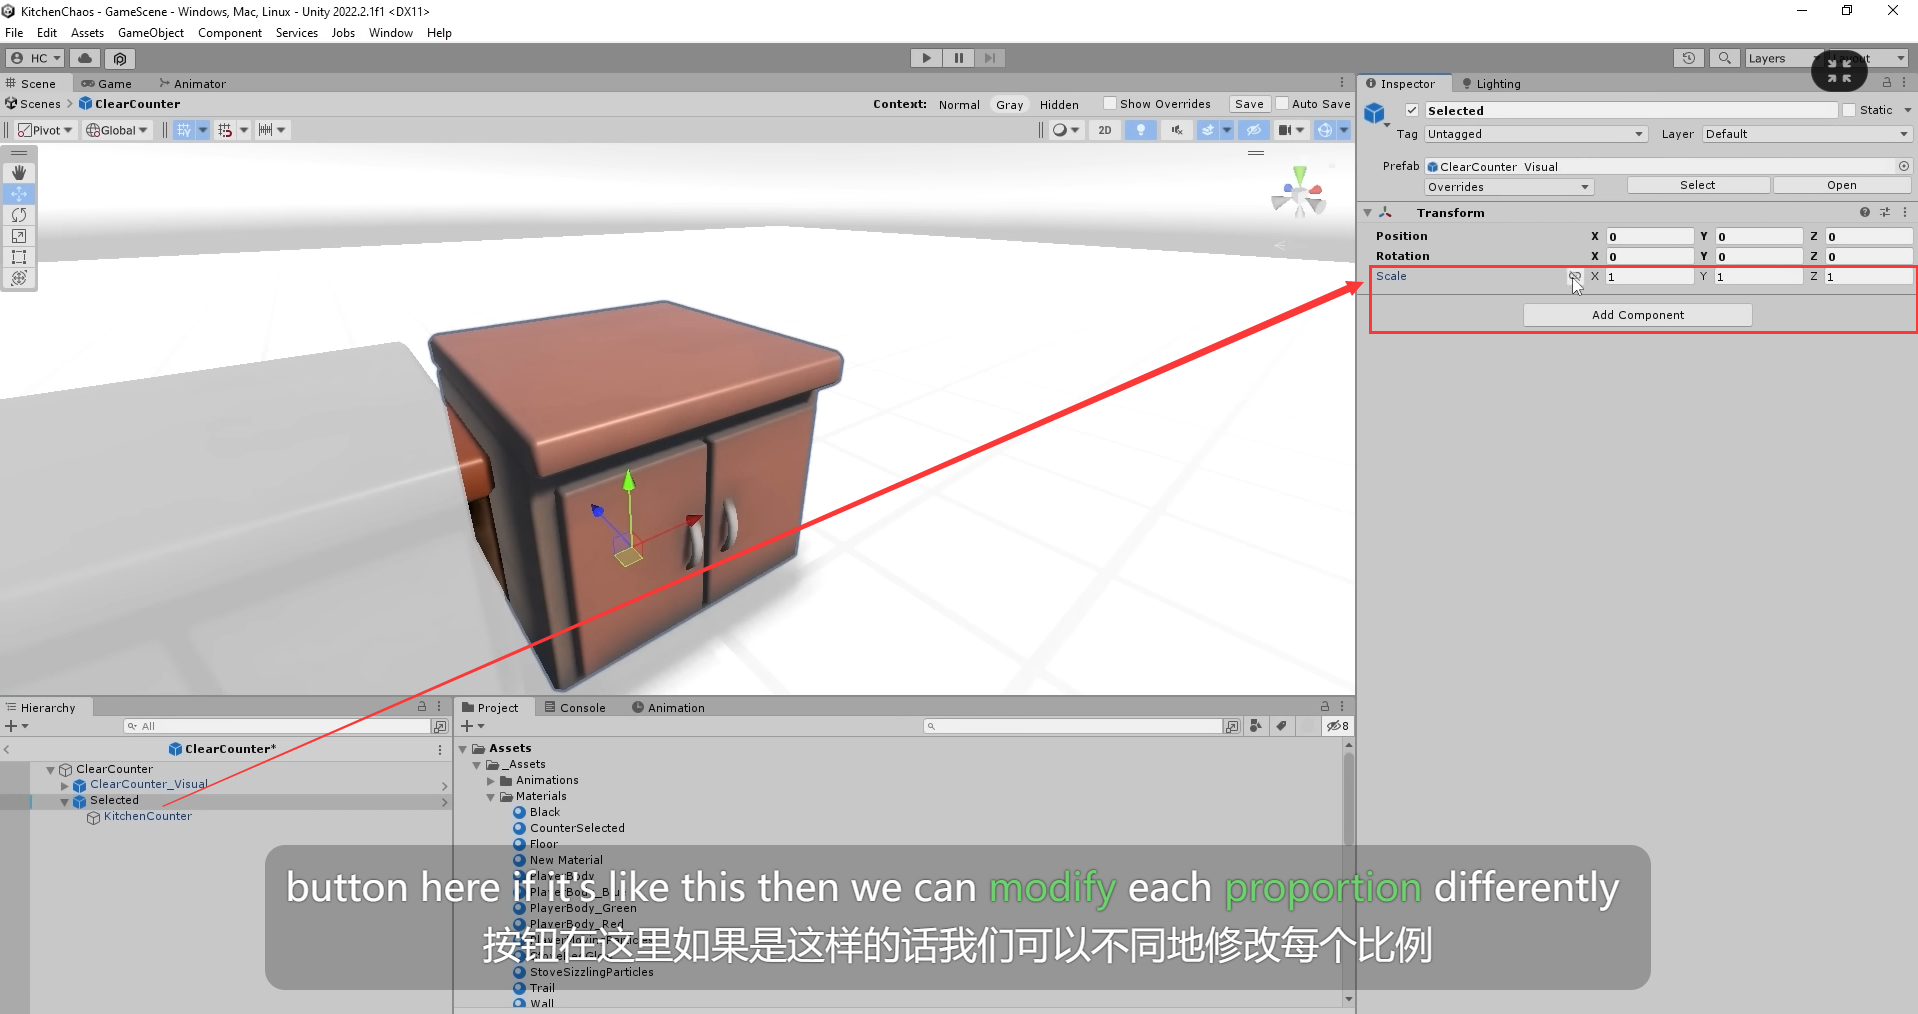 KitchenChaos - GameScene - Windows, Mac, Linux - Unity 2022.2.1f1 <DX11>
File Edit Assets GameObject Component Services Jobs Window Help
HC
Layers
Scene Game Animator
Inspector Lighting
Scenes ClearCounter
Context: Normal Gray Hidden Show Overrides Save Auto Save
Pivot Global
2D
Selected Static
Tag Untagged Layer Default
Prefab ClearCounter Visual
Overrides Select Open
Transform
Position X 0 Y 0 Z 0
Rotation X 0 Y 0 Z 0
Scale X 1 Y 1 Z 1
Add Component
Hierarchy
All
ClearCounter*
ClearCounter
ClearCounter_Visual
Selected
KitchenCounter
Project Console Animation
8
Assets
_Assets
Animations
Materials
Black
CounterSelected
Floor
New Material
PlayerBody
PlayerBody_Blue
PlayerBody_Green
PlayerBody_Red
StoveSizzlingParticles
Trail
Wall
button here if it's like this then we can modify each proportion differently
按钮在这里如果是这样的话我们可以不同地修改每个比例